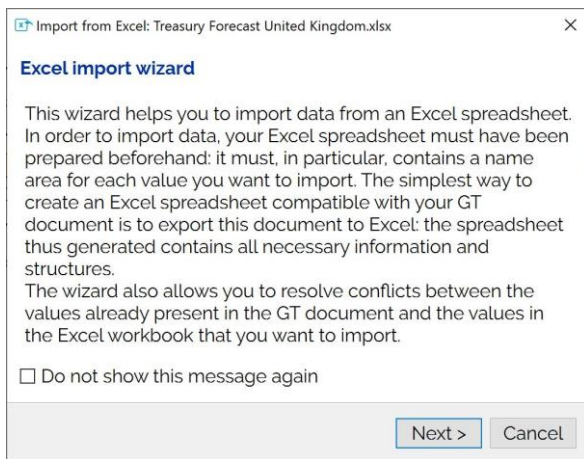 Import from Excel: Treasury Forecast United Kingdom.xlsx
Excel import wizard
This wizard helps you to import data from an Excel spreadsheet.
In order to import data, your Excel spreadsheet must have been
prepared beforehand: it must, in particular, contains a name
area for each value you want to import. The simplest way to
create an Excel spreadsheet compatible with your GT
document is to export this document to Excel: the spreadsheet
thus generated contains all necessary information and
structures.
The wizard also allows you to resolve conflicts between the
values already present in the GT document and the values in
the Excel workbook that you want to import.
Do not show this message again
Next > Cancel